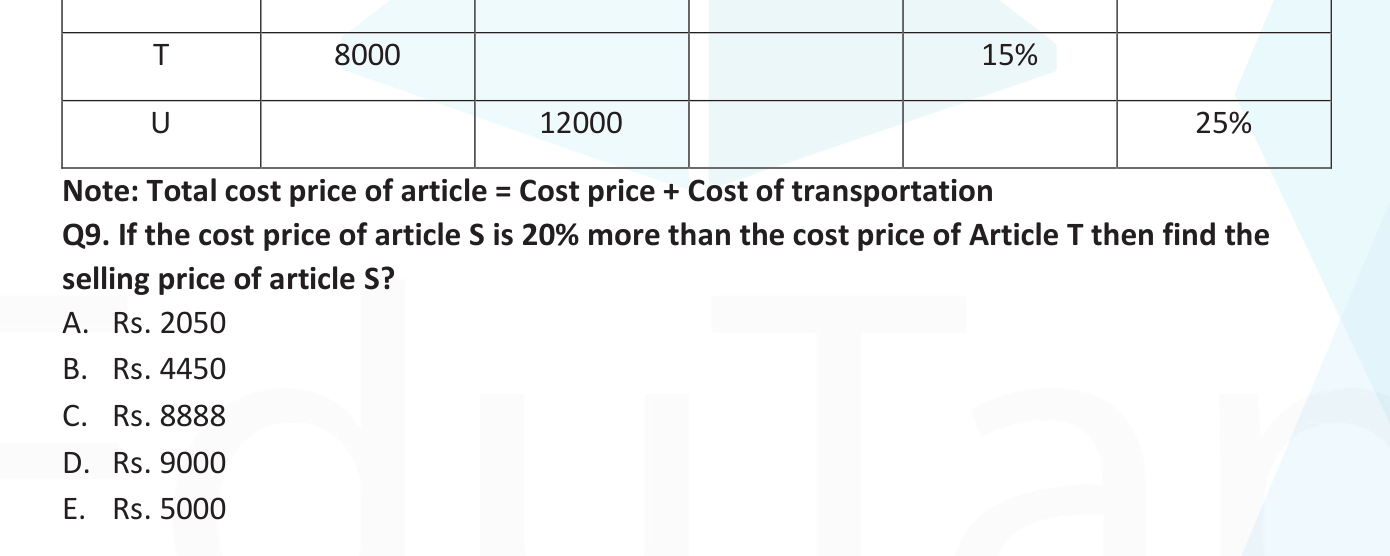 T 8000 15%
U 12000 25%
Note: Total cost price of article = Cost price + Cost of transportation
Q9. If the cost price of article S is 20% more than the cost price of Article T then find the
selling price of article S?
A. Rs. 2050
B. Rs. 4450
C. Rs. 8888
D. Rs. 9000
E. Rs. 5000